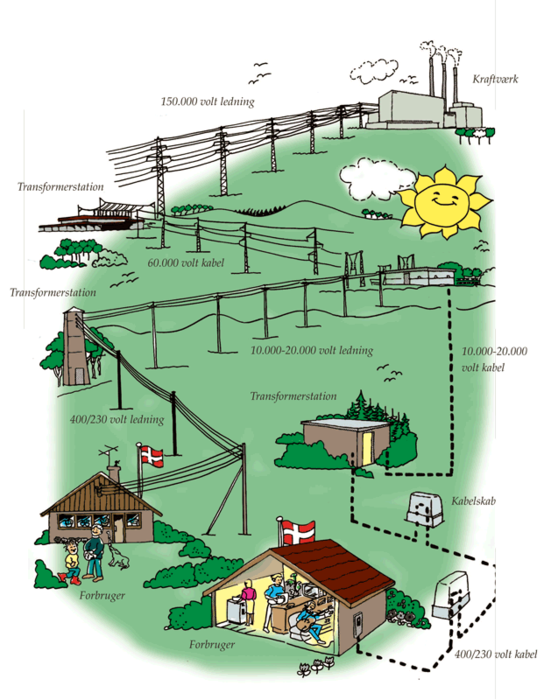 Kraftværk
150.000 volt ledning
Transformerstation
60.000 volt kabel
Transformerstation
10.000-20.000 volt ledning
10.000-20.000
volt kabel
Transformerstation
400/230 volt ledning
Kabelskab
Forbruger
Forbruger
400/230 volt kabel